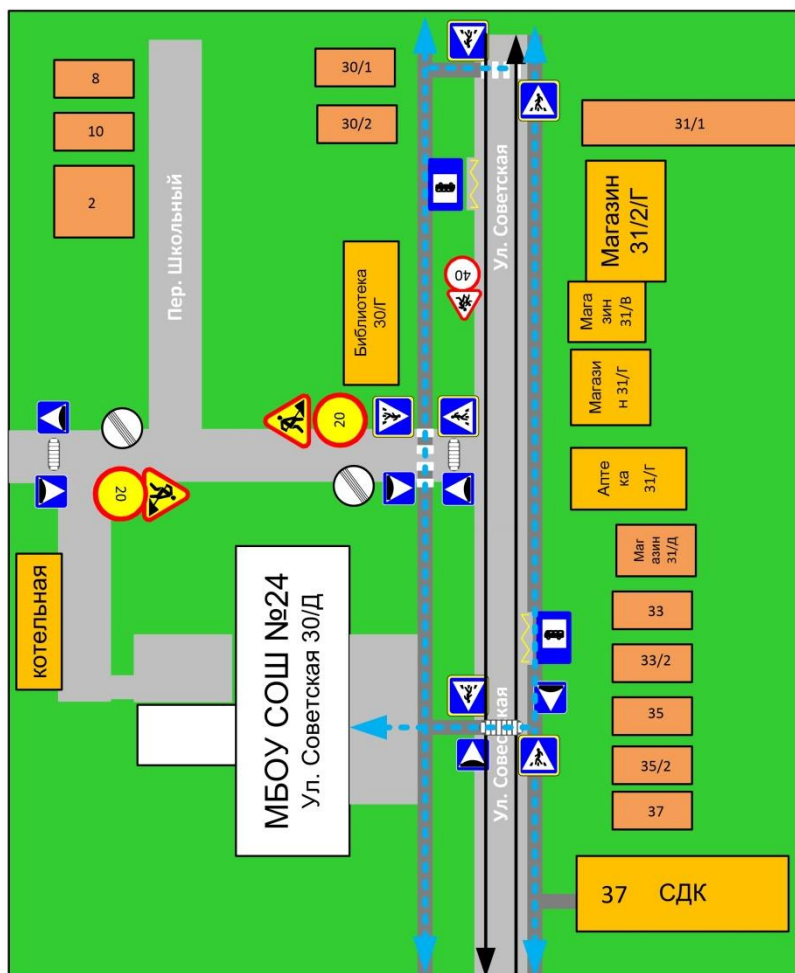 8
10
2
Пер. Школьный
30/1
30/2
Библиотека
30/Г
Ул. Советская
40
31/1
Магазин
31/2/Г
Мага
зин
31/В
Магази
н 31/Г
20
20
Апте
ка
31/Г
Маг
азин
31/Д
котельная
МБОУ СОШ №24
Ул. Советская 30/Д
33
33/2
35
35/2
37
Ул. Советская
37 СДК